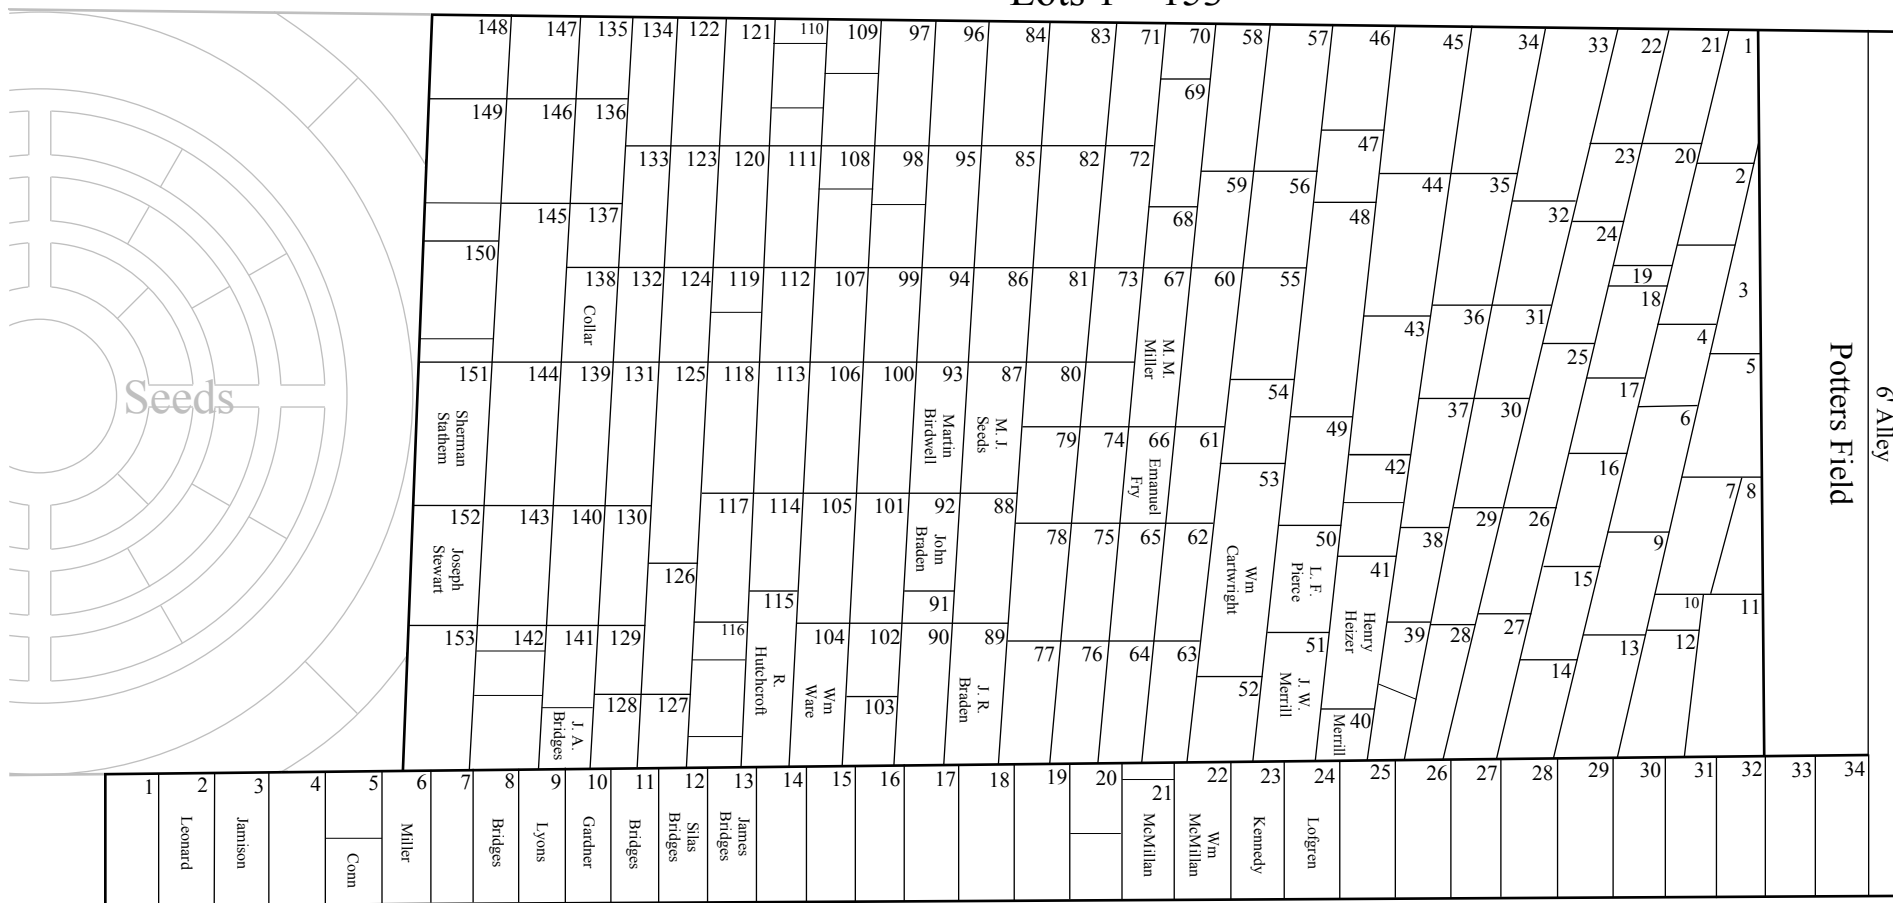 Lots 1 – 153
148 147 135 134 122 121 110 109 97 96 84 83 71 70 58 57 46 45 34 33 22 21 1
69
149 146 136 47
133 123 120 111 108 98 95 85 82 72 23 20
59 56 44 35 2
145 137 68 48 32
24
150
138 132 124 119 112 107 99 94 86 81 73 67 60 55 19 3
18
Collar
36 31
43 4
M. M.
Miller
25
5
151 144 139 131 125 118 113 106 100 93 87 80
54 17
Seeds
37 30
Sherman
Stathem
Martin
Birdwell
M. J.
Seeds
49 6
79 74 66 61
Emanuel
Fry
42 16
53
7 8
117 114 105 101 92 88
152 143 140 130
29 26
Joseph
Stewart
John
Braden
78 75 65 62 50 38 9
L. F.
Pierce
Wm
Cartwright
126
41 15
115 91 10 11
Henry
Heizer
116
153 142 141 129 104 102 90 89 51 39 28 27 12
77 76 64 63 13
R.
Hutchcroft
Wm
Ware
J. R.
Braden
J. W.
Merrill
14
52
128 127 103
J. A.
Bridges
40
Merrill
Potters Field
6' Alley
1 2 3 4 5 6 7 8 9 10 11 12 13 14 15 16 17 18 19 20 21 22 23 24 25 26 27 28 29 30 31 32 33 34
Leonard
Jamison
Conn
Miller
Bridges
Lyons
Gardner
Bridges
Silas
Bridges
James
Bridges
McMillan
Wm
McMillan
Kennedy
Lofgren